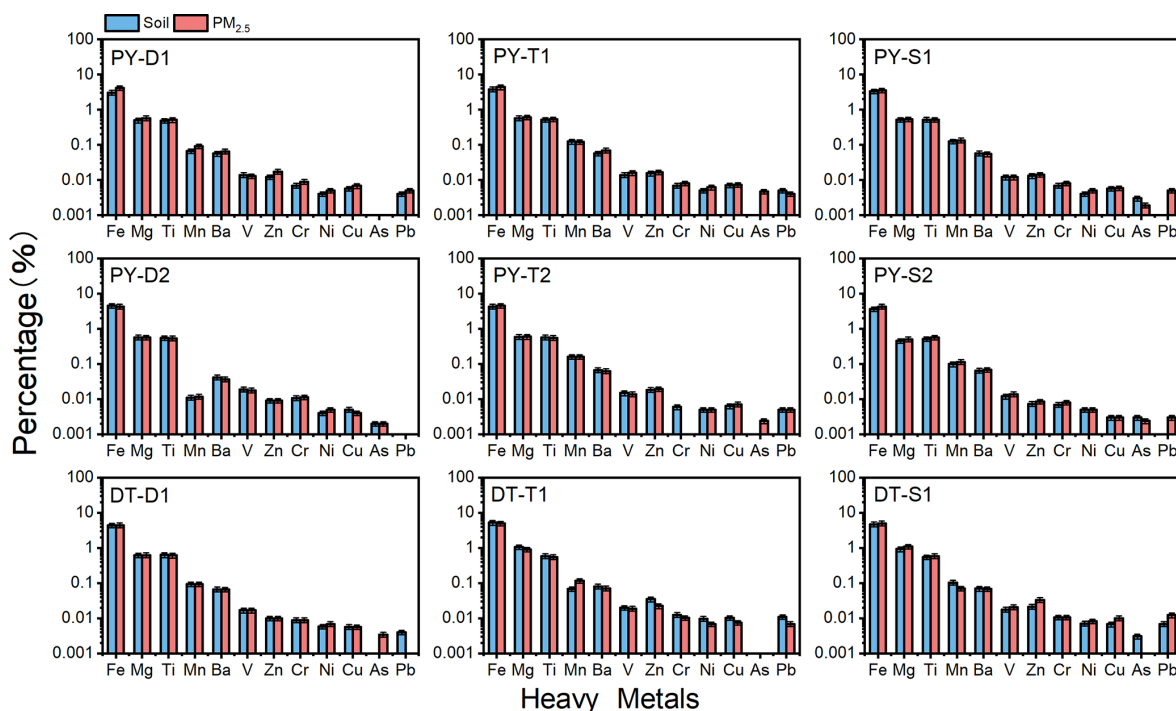 Soil PM2.5
PY-D1
100
10
1
0.1
0.01
0.001
Fe Mg Ti Mn Ba V Zn Cr Ni Cu As Pb
PY-T1
100
10
1
0.1
0.01
0.001
Fe Mg Ti Mn Ba V Zn Cr Ni Cu As Pb
PY-S1
100
10
1
0.1
0.01
0.001
Fe Mg Ti Mn Ba V Zn Cr Ni Cu As Pb
PY-D2
100
10
1
0.1
0.01
0.001
Fe Mg Ti Mn Ba V Zn Cr Ni Cu As Pb
PY-T2
100
10
1
0.1
0.01
0.001
Fe Mg Ti Mn Ba V Zn Cr Ni Cu As Pb
PY-S2
100
10
1
0.1
0.01
0.001
Fe Mg Ti Mn Ba V Zn Cr Ni Cu As Pb
DT-D1
100
10
1
0.1
0.01
0.001
Fe Mg Ti Mn Ba V Zn Cr Ni Cu As Pb
DT-T1
100
10
1
0.1
0.01
0.001
Fe Mg Ti Mn Ba V Zn Cr Ni Cu As Pb
DT-S1
100
10
1
0.1
0.01
0.001
Fe Mg Ti Mn Ba V Zn Cr Ni Cu As Pb
Percentage(%)
Heavy Metals